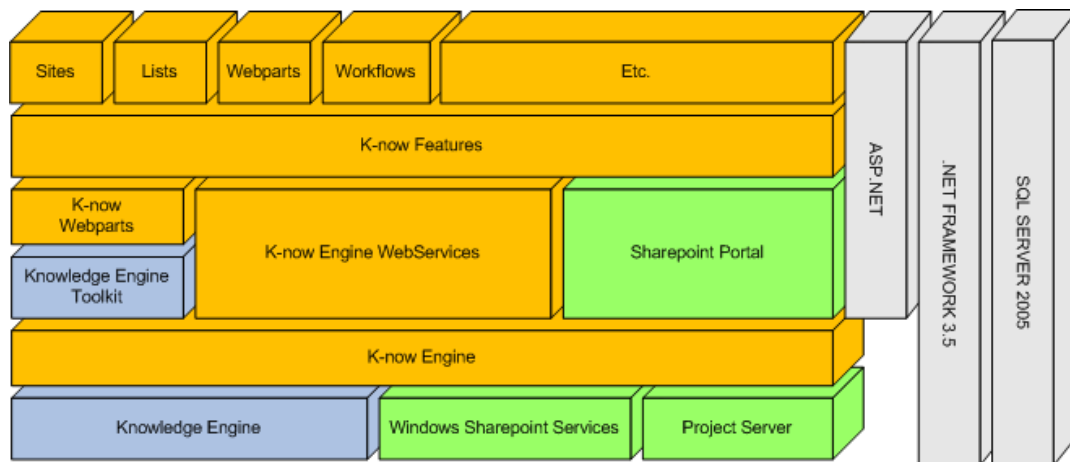 Sites
Lists
Webparts
Workflows
Etc.
K-now Features
K-now
Webparts
K-now Engine WebServices
Sharepoint Portal
Knowledge Engine
Toolkit
K-now Engine
Knowledge Engine
Windows Sharepoint Services
Project Server
ASP.NET
.NET FRAMEWORK 3.5
SQL SERVER 2005